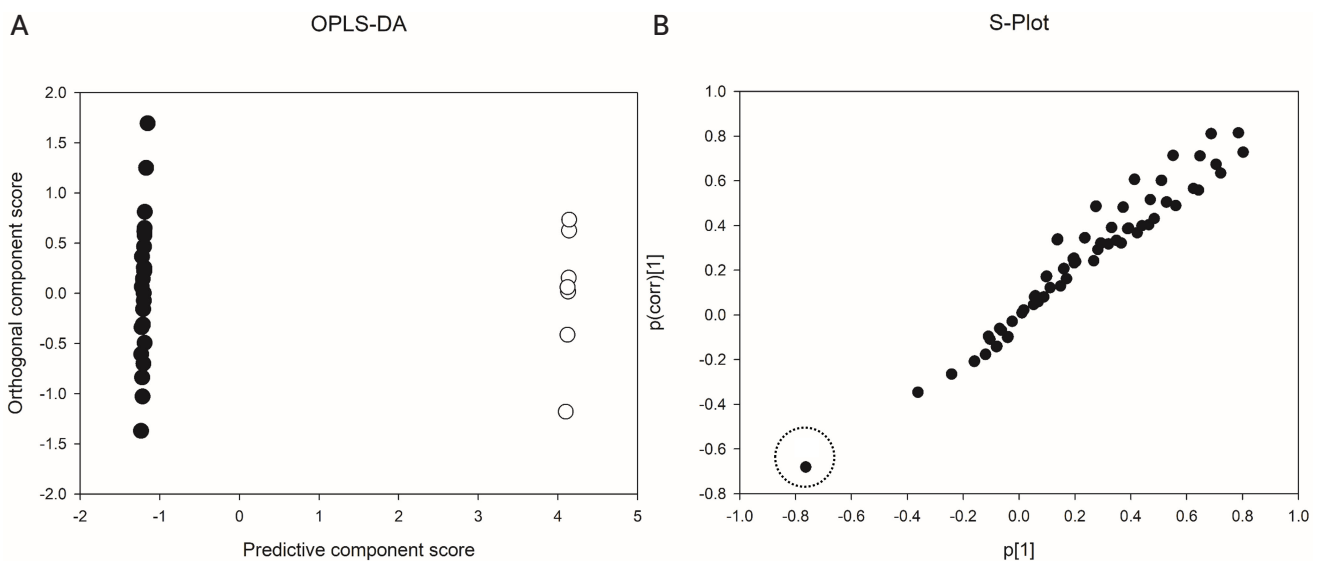 A
OPLS-DA
2.0
1.5
1.0
0.5
0.0
-0.5
-1.0
-1.5
-2.0
Orthogonal component score
-2 -1 0 1 2 3 4 5
Predictive component score
B
S-Plot
1.0
0.8
0.6
0.4
0.2
0.0
-0.2
-0.4
-0.6
-0.8
p(corr)[1]
-1.0 -0.8 -0.6 -0.4 -0.2 0.0 0.2 0.4 0.6 0.8 1.0
p[1]